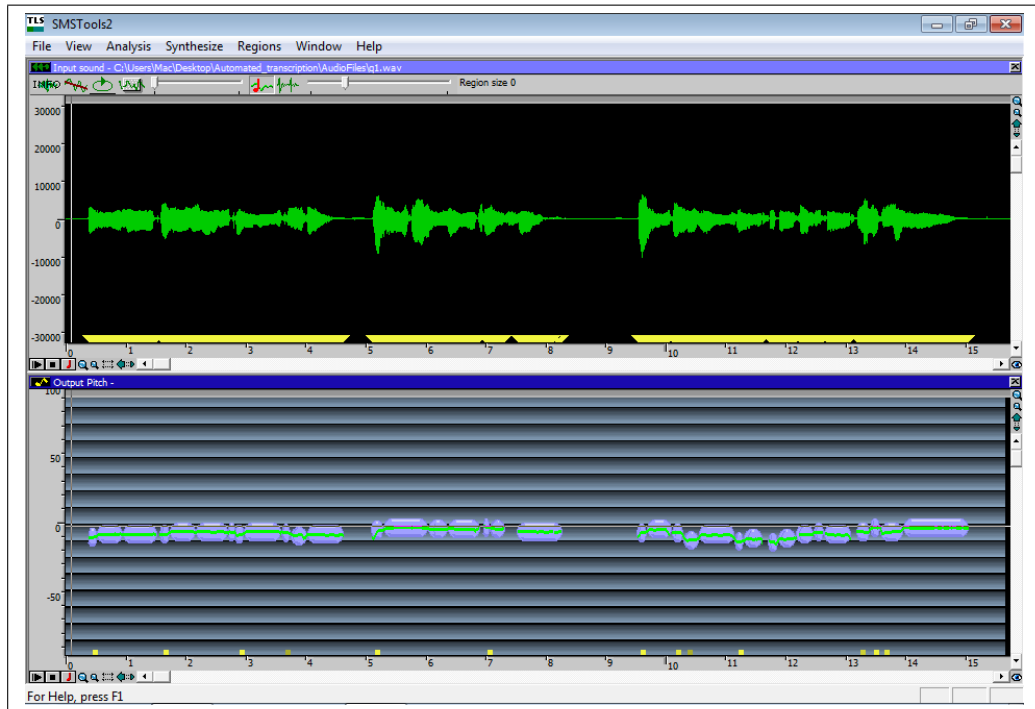 TLS SMSTools2
File View Analysis Synthesize Regions Window Help
Input sound - C:\Users\Mac\Desktop\Automated_transcription\AudioFiles\q1.wav
Region size 0
30000
20000
10000
0
-10000
-20000
-30000
0 1 2 3 4 5 6 7 8 9 10 11 12 13 14 15
Output Pitch -
100
50
0
-50
0 1 2 3 4 5 6 7 8 9 10 11 12 13 14 15
For Help, press F1